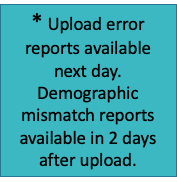 * Upload error
reports available
next day.
Demographic
mismatch reports
available in 2 days
after upload.